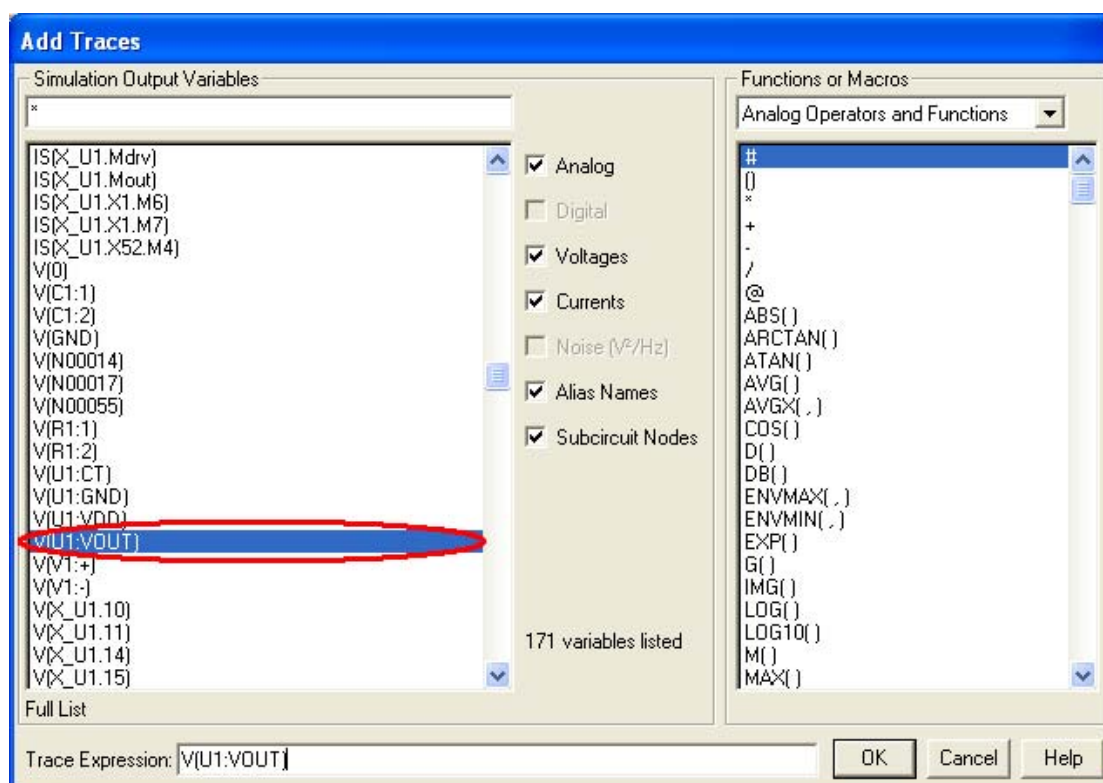 Add Traces
Simulation Output Variables
*
IS(X_U1.Mdrv)
IS(X_U1.Mout)
IS(X_U1.X1.M6)
IS(X_U1.X1.M7)
IS(X_U1.X52.M4)
V(0)
V(C1:1)
V(C1:2)
V(GND)
V(N00014)
V(N00017)
V(N00055)
V(R1:1)
V(R1:2)
V(U1:CT)
V(U1:GND)
V(U1:VDD)
V(U1:VOUT)
V(V1:+)
V(V1:-)
V(X_U1.10)
V(X_U1.11)
V(X_U1.14)
V(X_U1.15)
Full List
Analog
Digital
Voltages
Currents
Noise (V²/Hz)
Alias Names
Subcircuit Nodes
171 variables listed
Functions or Macros
Analog Operators and Functions
#
()
*
+
-
/
@
ABS( )
ARCTAN( )
ATAN( )
AVG( )
AVGX( , )
COS( )
D( )
DB( )
ENVMAX( , )
ENVMIN( , )
EXP( )
G( )
IMG( )
LOG( )
LOG10( )
M( )
MAX( )
Trace Expression: V(U1:VOUT)
OK Cancel Help